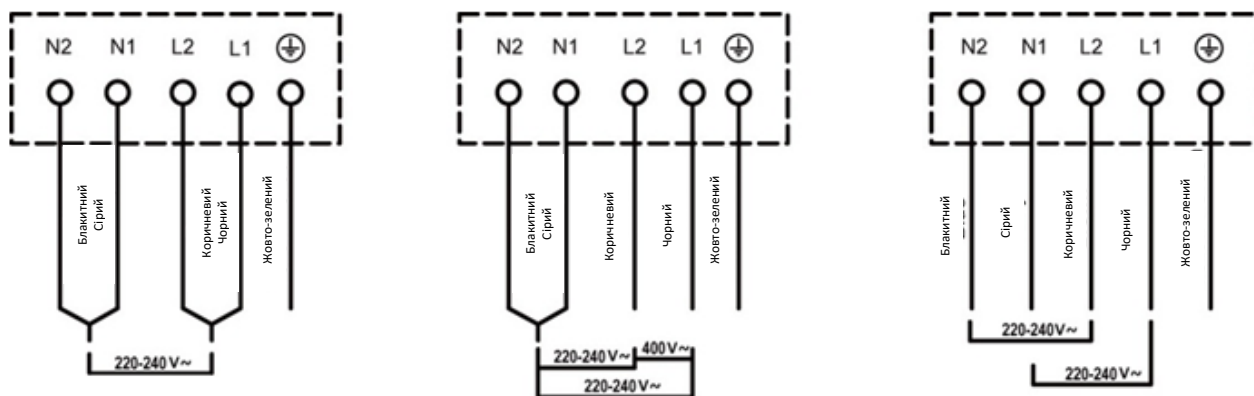 N2 N1 L2 L1
Блакитний
Сірий
Коричневий
Чорний
Жовто-зелений
220-240 V~
N2 N1 L2 L1
Блакитний
Сірий
Коричневий
Чорний
Жовто-зелений
220-240 V~
400 V~
220-240 V~
N2 N1 L2 L1
Блакитний
Сірий
Коричневий
Чорний
Жовто-зелений
220-240 V~
220-240 V~